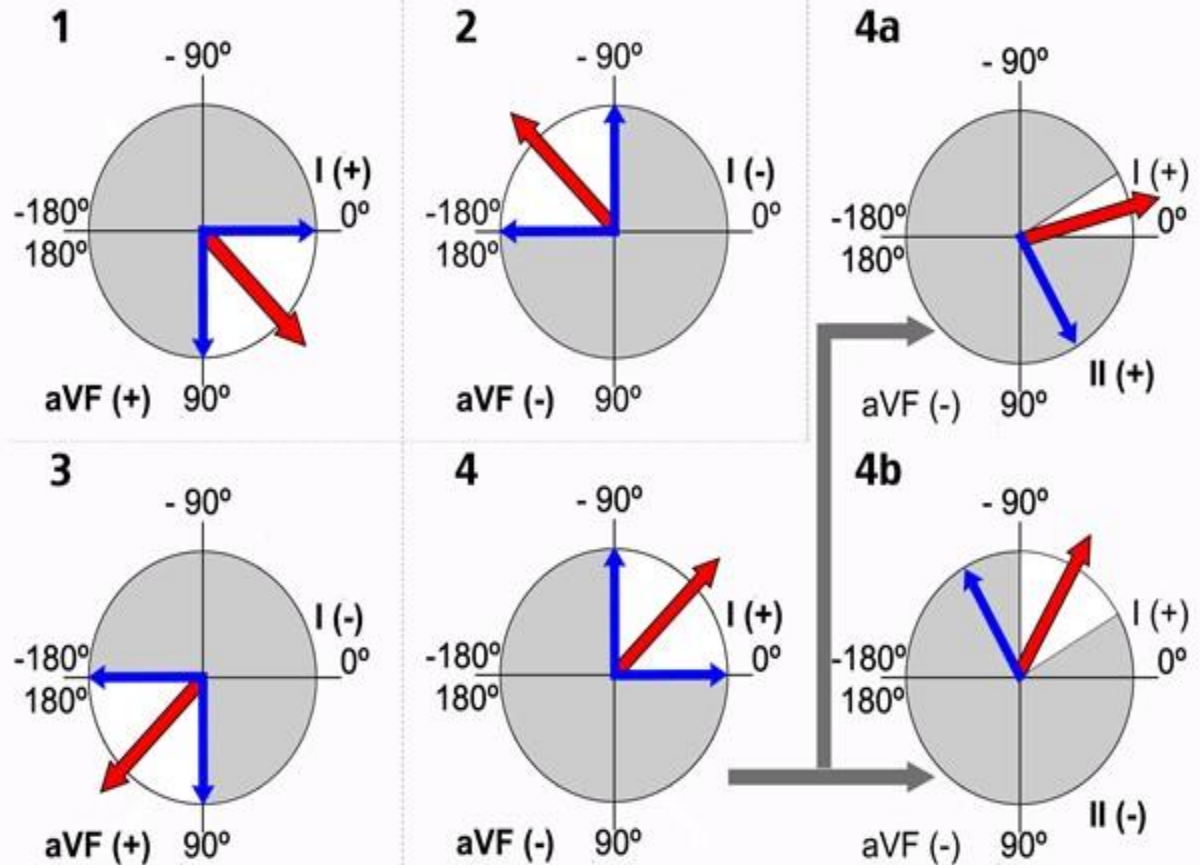 1
- 90º
I (+)
-180º
0º
180º
aVF (+)
90º
2
- 90º
I (-)
-180º
0º
180º
aVF (-)
90º
4a
- 90º
I (+)
-180º
0º
180º
II (+)
aVF (-)
90º
3
- 90º
I (-)
-180º
0º
180º
aVF (+)
90º
4
- 90º
I (+)
-180º
0º
180º
aVF (-)
90º
4b
- 90º
I (+)
-180º
0º
180º
II (-)
aVF (-)
90º